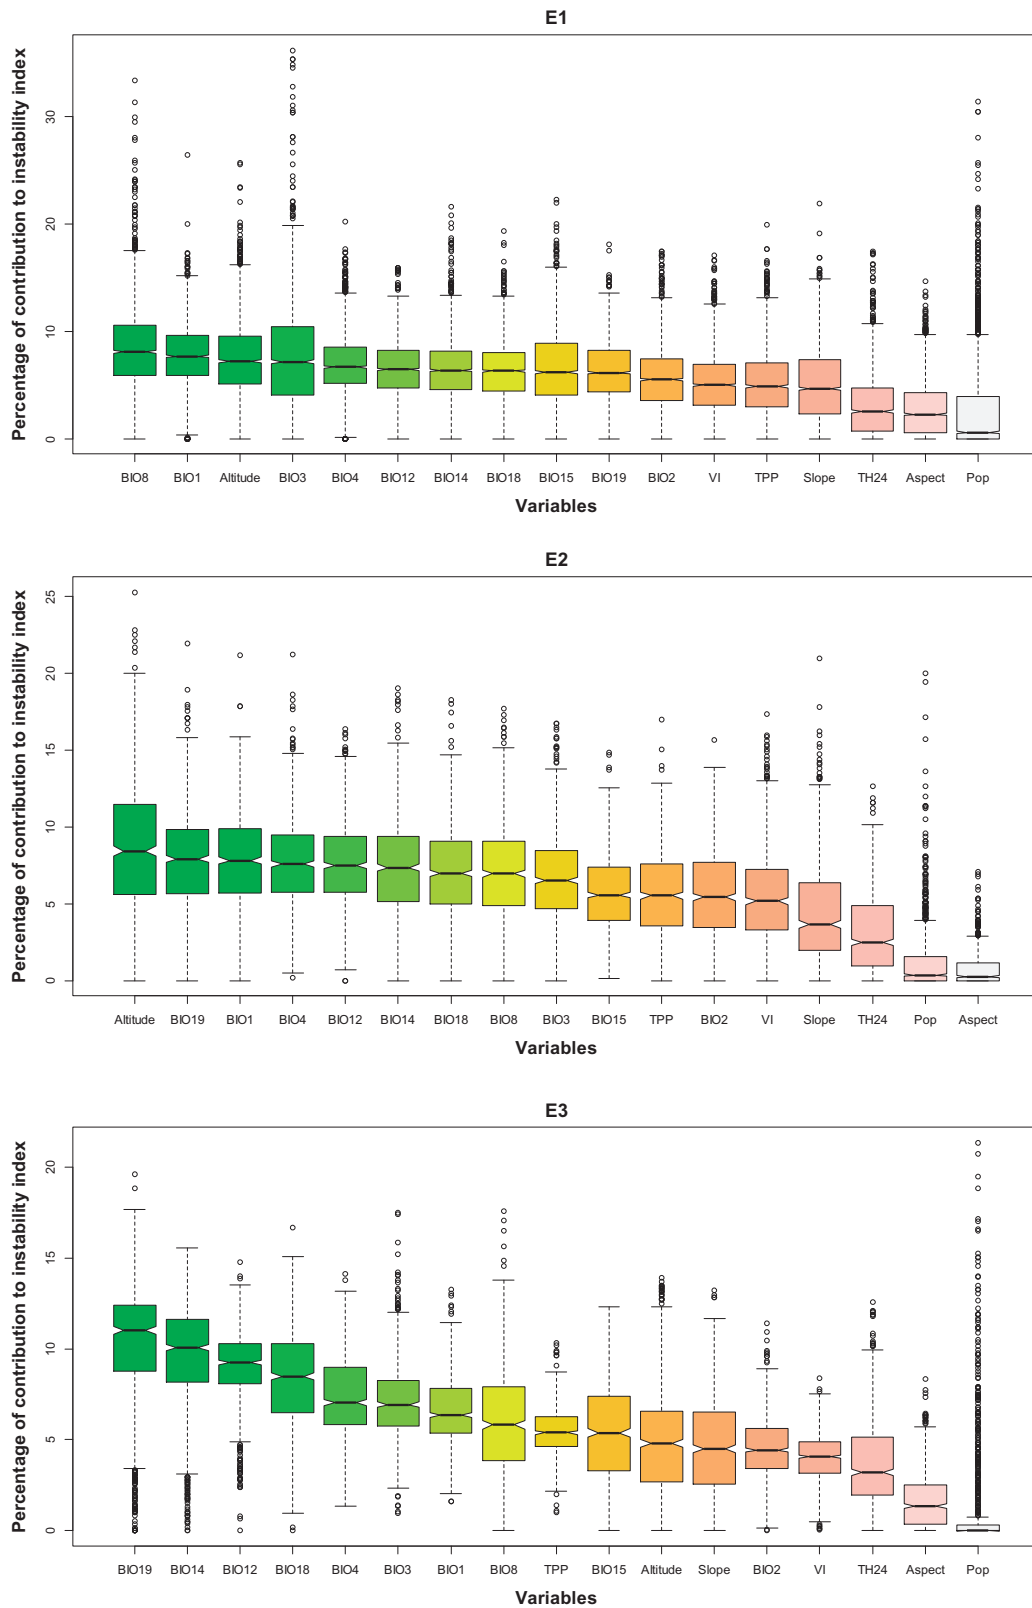 E1
Percentage of contribution to instability index
30
20
10
0
BIO8 BIO1 Altitude BIO3 BIO4 BIO12 BIO14 BIO18 BIO15 BIO19 BIO2 VI TPP Slope TH24 Aspect Pop
Variables
E2
Percentage of contribution to instability index
25
20
15
10
5
0
Altitude BIO19 BIO1 BIO4 BIO12 BIO14 BIO18 BIO8 BIO3 BIO15 TPP BIO2 VI Slope TH24 Pop Aspect
Variables
E3
Percentage of contribution to instability index
20
15
10
5
0
BIO19 BIO14 BIO12 BIO18 BIO4 BIO3 BIO1 BIO8 TPP BIO15 Altitude Slope BIO2 VI TH24 Aspect Pop
Variables